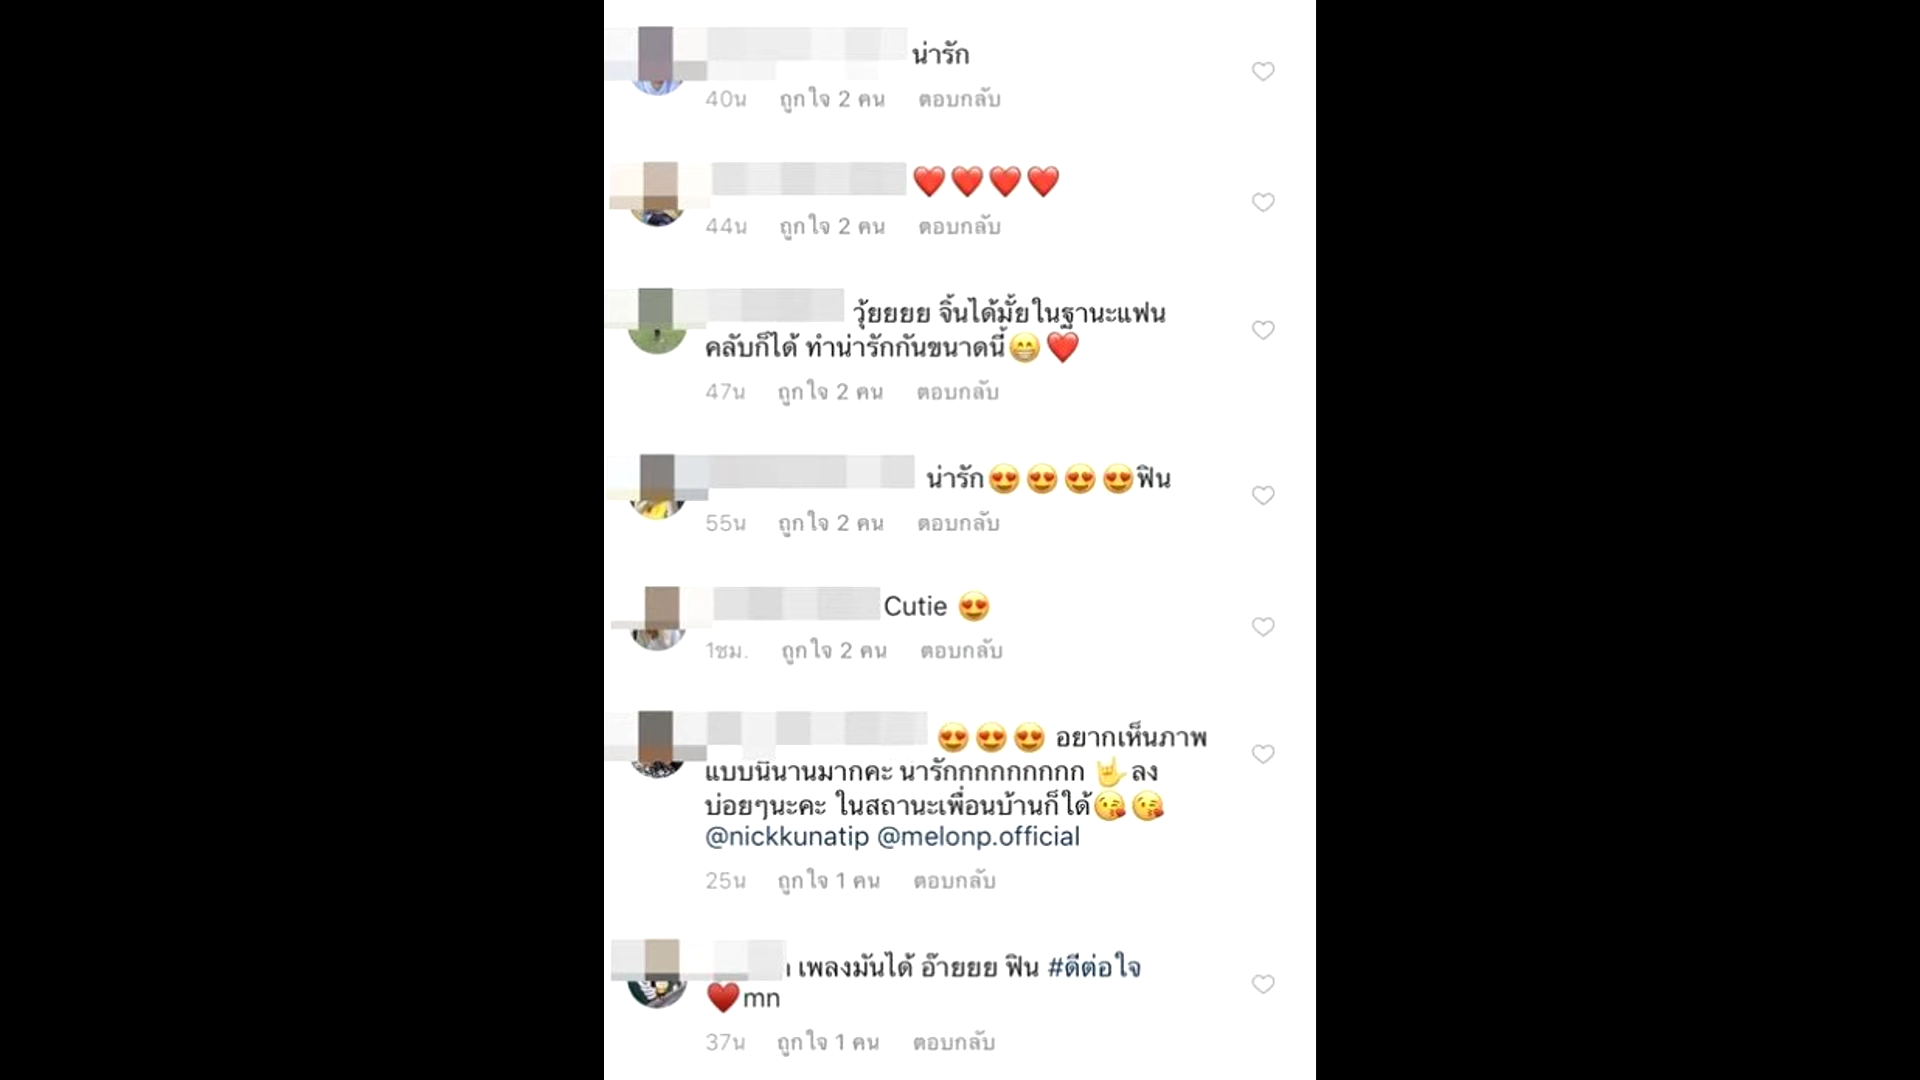 น่ารัก
40น ถูกใจ 2 คน ตอบกลับ
❤️❤️❤️❤️
44น ถูกใจ 2 คน ตอบกลับ
วุ้ยยยย จิ้นได้มั้ยในฐานะแฟน
คลับก็ได้ ทำน่ารักกันขนาดนี้😁❤️
47น ถูกใจ 2 คน ตอบกลับ
น่ารัก😍😍😍😍ฟิน
55น ถูกใจ 2 คน ตอบกลับ
Cutie 😍
1ชม. ถูกใจ 2 คน ตอบกลับ
😍😍😍 อยากเห็นภาพ
แบบนี้นานมากคะ นารักกกกกกกกก 🤟ลง
บ่อยๆนะคะ ในสถานะเพื่อนบ้านก็ได้😘😘
@nickkunatip @melonp.official
25น ถูกใจ 1 คน ตอบกลับ
เพลงมันได้ อ๊ายยย ฟิน #ดีต่อใจ
❤️mn
37น ถูกใจ 1 คน ตอบกลับ